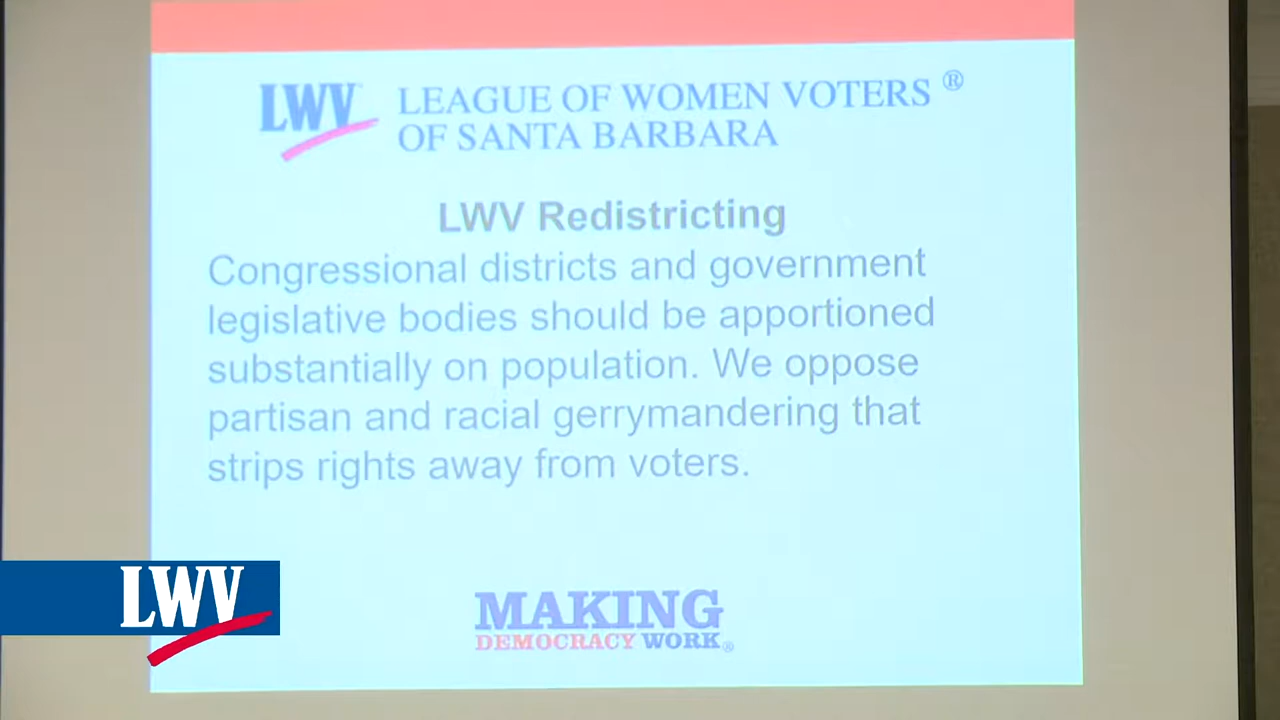 LWV
LEAGUE OF WOMEN VOTERS ®
OF SANTA BARBARA
LWV Redistricting
Congressional districts and government
legislative bodies should be apportioned
substantially on population. We oppose
partisan and racial gerrymandering that
strips rights away from voters.
MAKING
DEMOCRACY WORK®
LWV